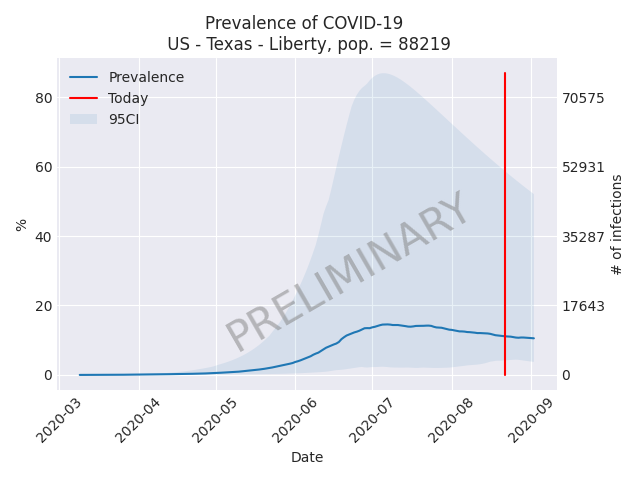 Prevalence of COVID-19
US - Texas - Liberty, pop. = 88219
Prevalence
Today
95CI
80
60
40
20
0
%
70575
52931
35287
17643
0
# of infections
PRELIMINARY
2020-03
2020-04
2020-05
2020-06
2020-07
2020-08
2020-09
Date